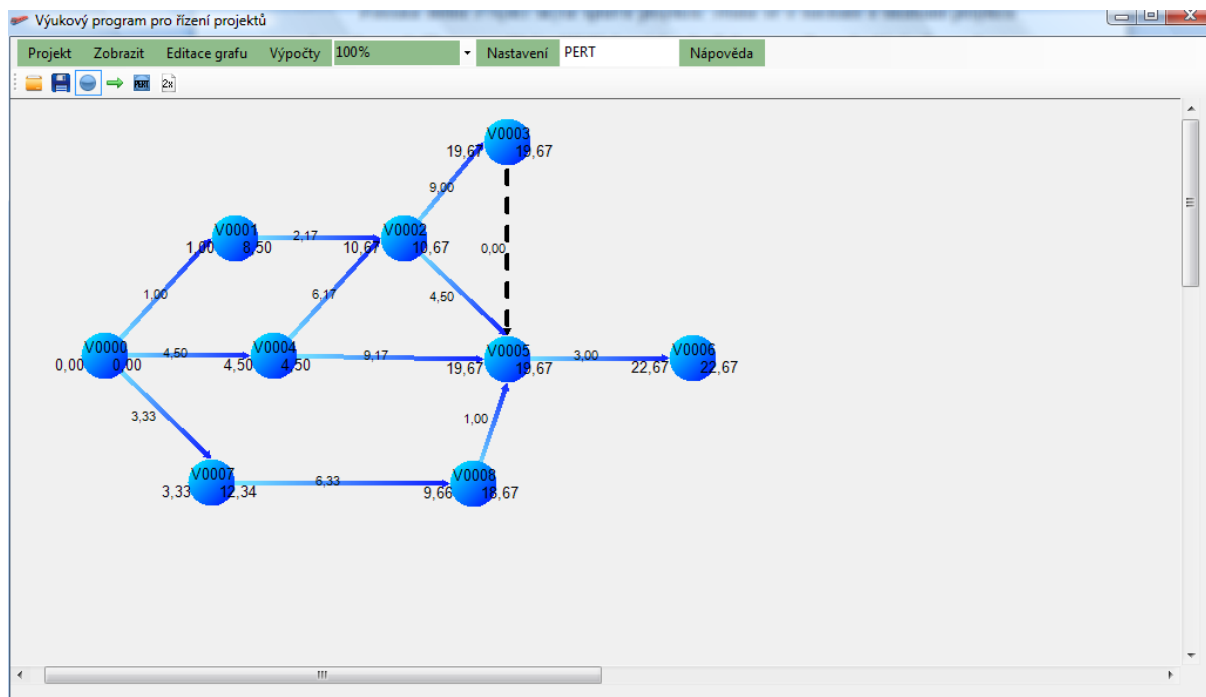 Výukový program pro řízení projektů
Projekt Zobrazit Editace grafu Výpočty 100% Nastavení PERT Nápověda
PERT 2x
V0003
19,67 19,67
9,00
V0001 2,17 V0002
1,00 8,50 10,67 10,67 0,00
1,00 6,17 4,50
V0000 4,50 V0004 9,17 V0005 3,00 V0006
0,00 0,00 4,50 4,50 19,67 19,67 22,67 22,67
3,33 1,00
V0007 6,33 V0008
3,33 12,34 9,66 18,67